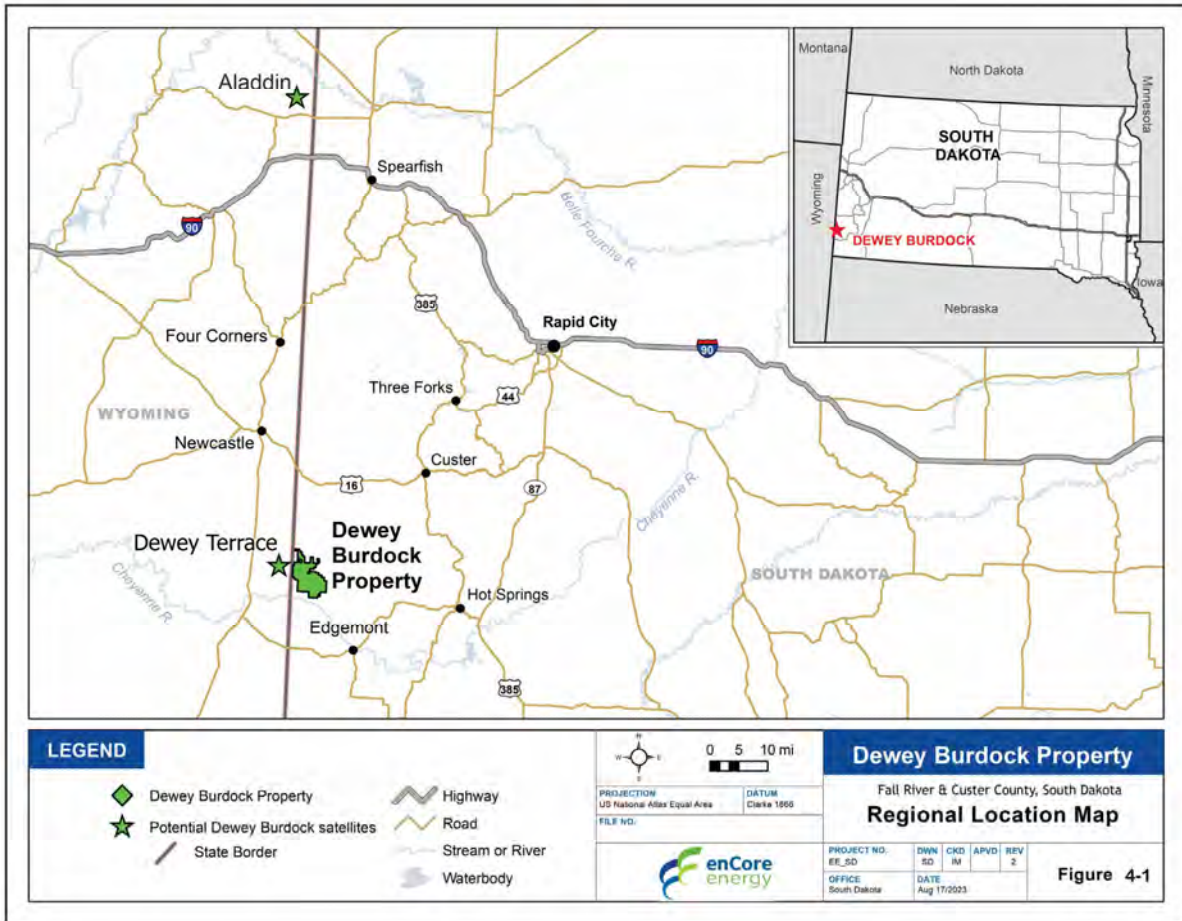 Aladdin
Spearfish
90
Belle Fourche R.
385
Four Corners
Rapid City
90
Three Forks
44
WYOMING
Newcastle
Custer
16
87
Cheyenne R.
Dewey Terrace
Dewey
Burdock
Property
Cheyenne R.
SOUTH DAKOTA
Hot Springs
Edgemont
385
Montana
North Dakota
Minnesota
SOUTH
DAKOTA
Wyoming
DEWEY BURDOCK
Iowa
Nebraska
LEGEND
Dewey Burdock Property
Potential Dewey Burdock satellites
State Border
Highway
Road
Stream or River
Waterbody
N
W E
S
0 5 10 mi
PROJECTION
US National Atlas Equal Area
DATUM
Clarke 1866
FILE NO.
enCore
energy
Dewey Burdock Property
Fall River & Custer County, South Dakota
Regional Location Map
PROJECT NO.
EE_SD
DWN
SD
CKD
IM
APVD
REV
2
OFFICE
South Dakota
DATE
Aug 17/2023
Figure 4-1